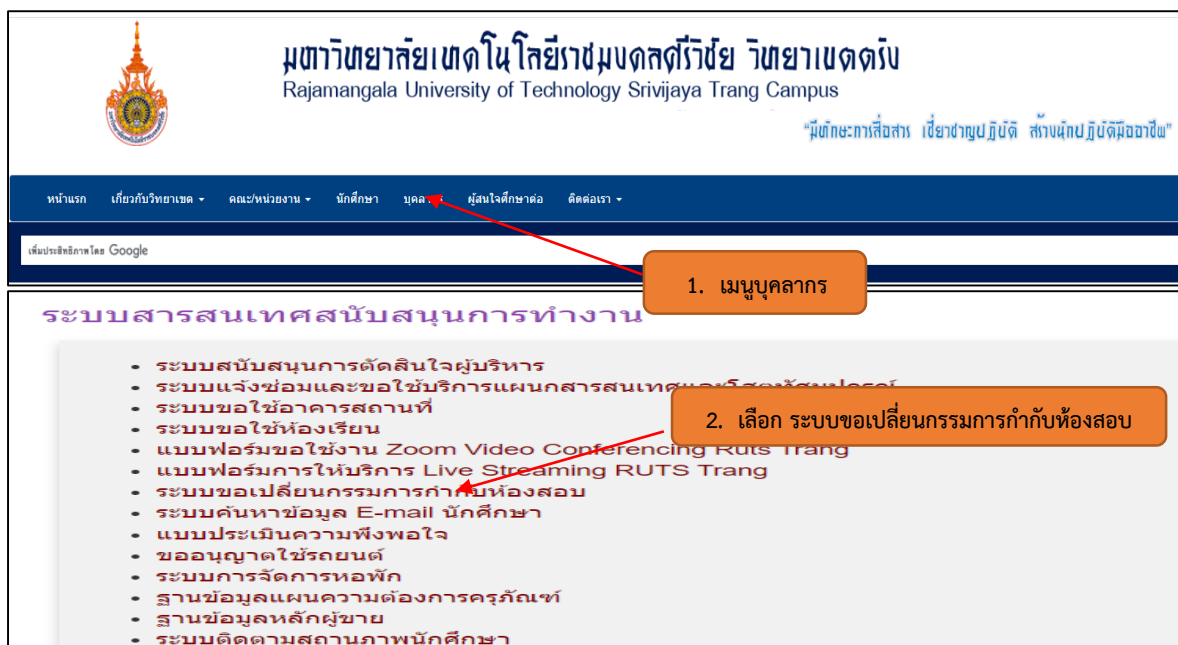 มหาวิทยาลัยเทคโนโลยีราชมงคลศรีวิชัย วิทยาเขตตรัง
Rajamangala University of Technology Srivijaya Trang Campus
“มีทักษะการสื่อสาร เชี่ยวชาญปฏิบัติ สร้างนักปฏิบัติมืออาชีพ”
หน้าแรก เกี่ยวกับวิทยาเขต คณะ/หน่วยงาน นักศึกษา บุคลากร ผู้สนใจศึกษาต่อ ติดต่อเรา
เพิ่มประสิทธิภาพโดย Google
1. เมนูบุคลากร
ระบบสารสนเทศสนับสนุนการทำงาน
• ระบบสนับสนุนการตัดสินใจผู้บริหาร
• ระบบแจ้งซ่อมและขอใช้บริการแผนกสารสนเทศและโสตทัศนูปกรณ์
• ระบบขอใช้อาคารสถานที่
2. เลือก ระบบขอเปลี่ยนกรรมการกำกับห้องสอบ
• ระบบขอใช้ห้องเรียน
• แบบฟอร์มขอใช้งาน Zoom Video Conferencing Ruts Trang
• แบบฟอร์มการให้บริการ Live Streaming RUTS Trang
• ระบบขอเปลี่ยนกรรมการกำกับห้องสอบ
• ระบบค้นหาข้อมูล E-mail นักศึกษา
• แบบประเมินความพึงพอใจ
• ขออนุญาตใช้รถยนต์
• ระบบการจัดการหอพัก
• ฐานข้อมูลแผนความต้องการครุภัณฑ์
• ฐานข้อมูลหลักผู้ขาย
• ระบบติดตามสถานภาพนักศึกษา